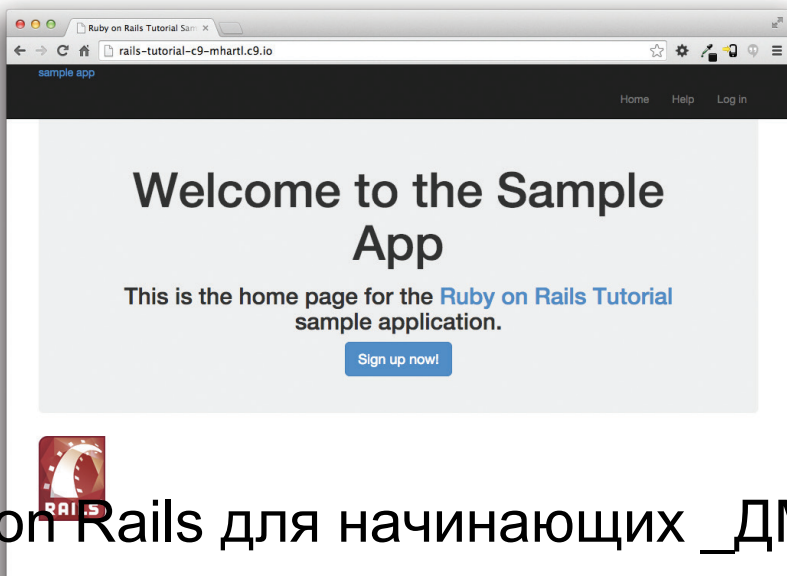 Ruby on Rails Tutorial Sam
rails-tutorial-c9-mhartl.c9.io
sample app
Home Help Log in
Welcome to the Sample
App
This is the home page for the Ruby on Rails Tutorial
sample application.
Sign up now!
RAILS
on Rails для начинающих _ДМ